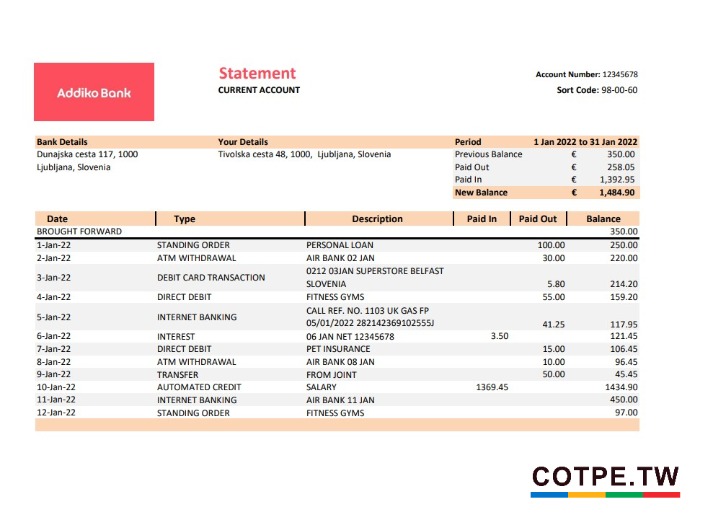 Addiko Bank
Statement
CURRENT ACCOUNT
Account Number: 12345678
Sort Code: 98-00-60
Bank Details Your Details Period 1 Jan 2022 to 31 Jan 2022
Dunajska cesta 117, 1000 Tivolska cesta 48, 1000, Ljubljana, Slovenia Previous Balance € 350.00
Ljubljana, Slovenia Paid Out € 258.05
Paid In € 1,392.95
New Balance € 1,484.90
Date Type Description Paid In Paid Out Balance
BROUGHT FORWARD 350.00
1-Jan-22 STANDING ORDER PERSONAL LOAN 100.00 250.00
2-Jan-22 ATM WITHDRAWAL AIR BANK 02 JAN 30.00 220.00
3-Jan-22 DEBIT CARD TRANSACTION 0212 03JAN SUPERSTORE BELFAST
SLOVENIA 5.80 214.20
4-Jan-22 DIRECT DEBIT FITNESS GYMS 55.00 159.20
5-Jan-22 INTERNET BANKING CALL REF. NO. 1103 UK GAS FP
05/01/2022 282142369102555J 41.25 117.95
6-Jan-22 INTEREST 06 JAN NET 12345678 3.50 121.45
7-Jan-22 DIRECT DEBIT PET INSURANCE 15.00 106.45
8-Jan-22 ATM WITHDRAWAL AIR BANK 08 JAN 10.00 96.45
9-Jan-22 TRANSFER FROM JOINT 50.00 45.45
10-Jan-22 AUTOMATED CREDIT SALARY 1369.45 1434.90
11-Jan-22 INTERNET BANKING AIR BANK 11 JAN 450.00
12-Jan-22 STANDING ORDER FITNESS GYMS 97.00
COTPE.TW